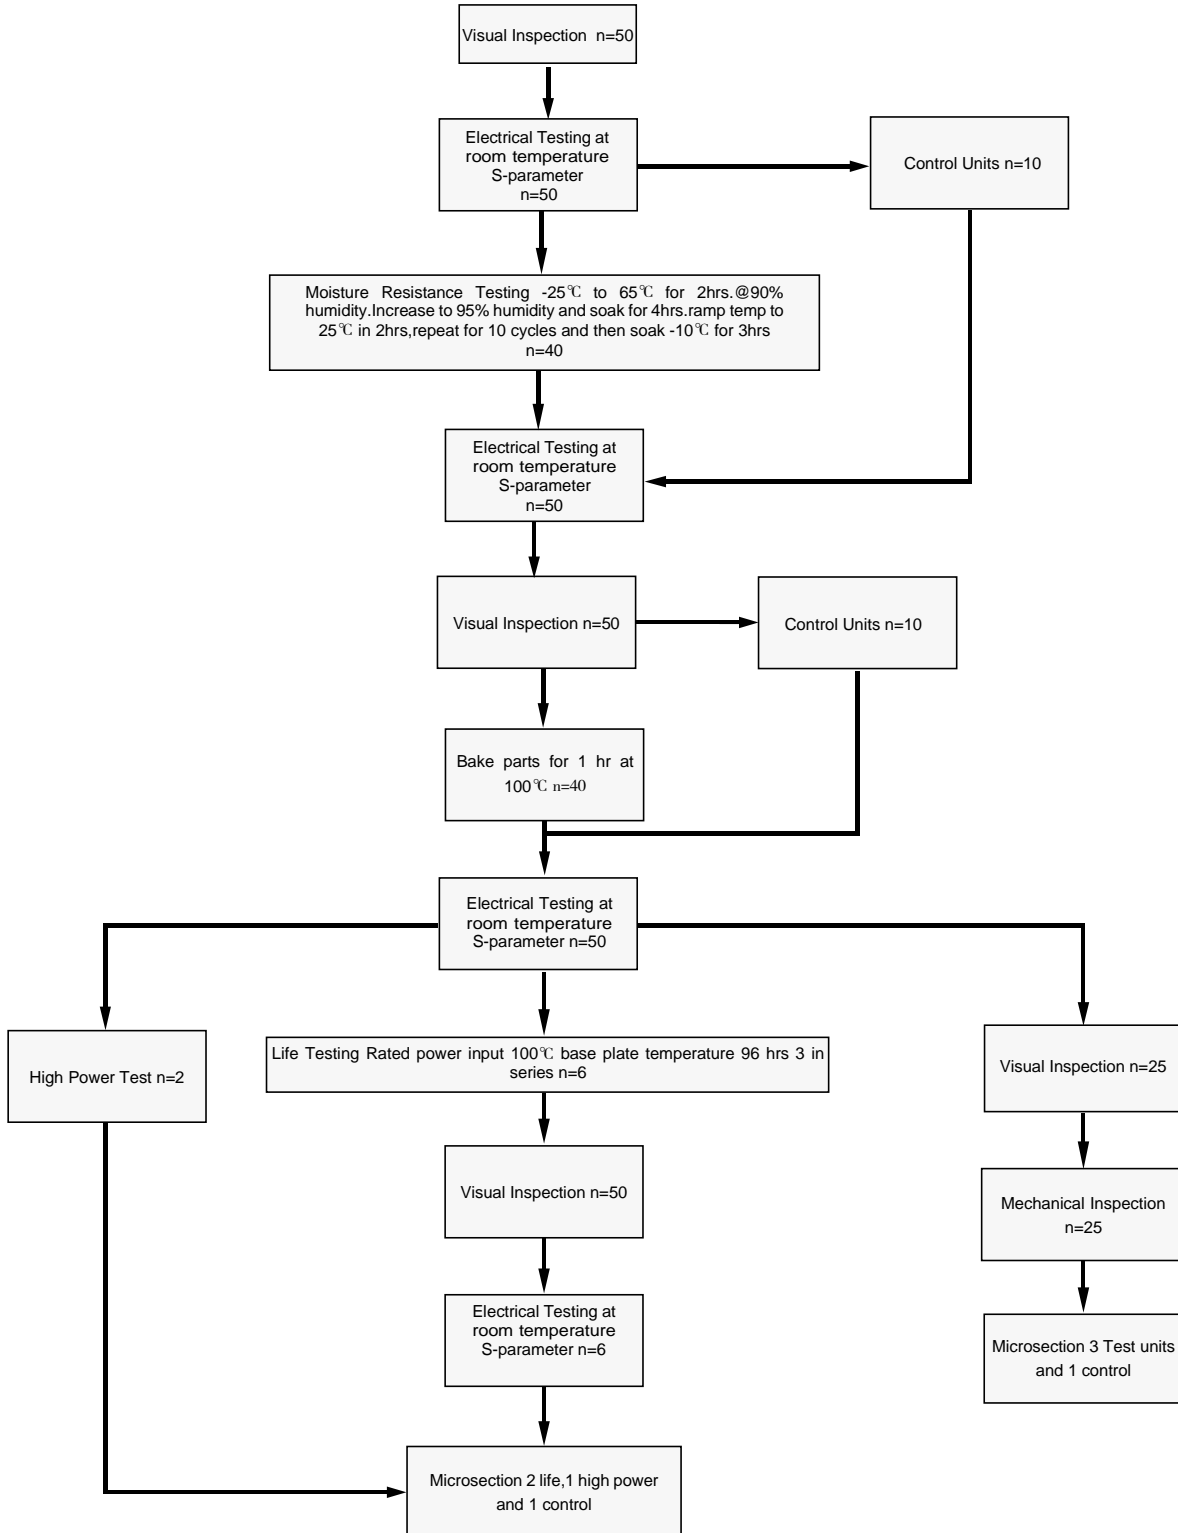 Visual Inspection n=50
Electrical Testing at
room temperature
S-parameter
n=50
Control Units n=10
Moisture Resistance Testing -25℃ to 65℃ for 2hrs.@90%
humidity.Increase to 95% humidity and soak for 4hrs.ramp temp to
25℃ in 2hrs,repeat for 10 cycles and then soak -10℃ for 3hrs
n=40
Electrical Testing at
room temperature
S-parameter
n=50
Visual Inspection n=50
Control Units n=10
Bake parts for 1 hr at
100℃ n=40
Electrical Testing at
room temperature
S-parameter n=50
High Power Test n=2
Life Testing Rated power input 100℃ base plate temperature 96 hrs 3 in
series n=6
Visual Inspection n=25
Visual Inspection n=50
Mechanical Inspection
n=25
Electrical Testing at
room temperature
S-parameter n=6
Microsection 3 Test units
and 1 control
Microsection 2 life,1 high power
and 1 control